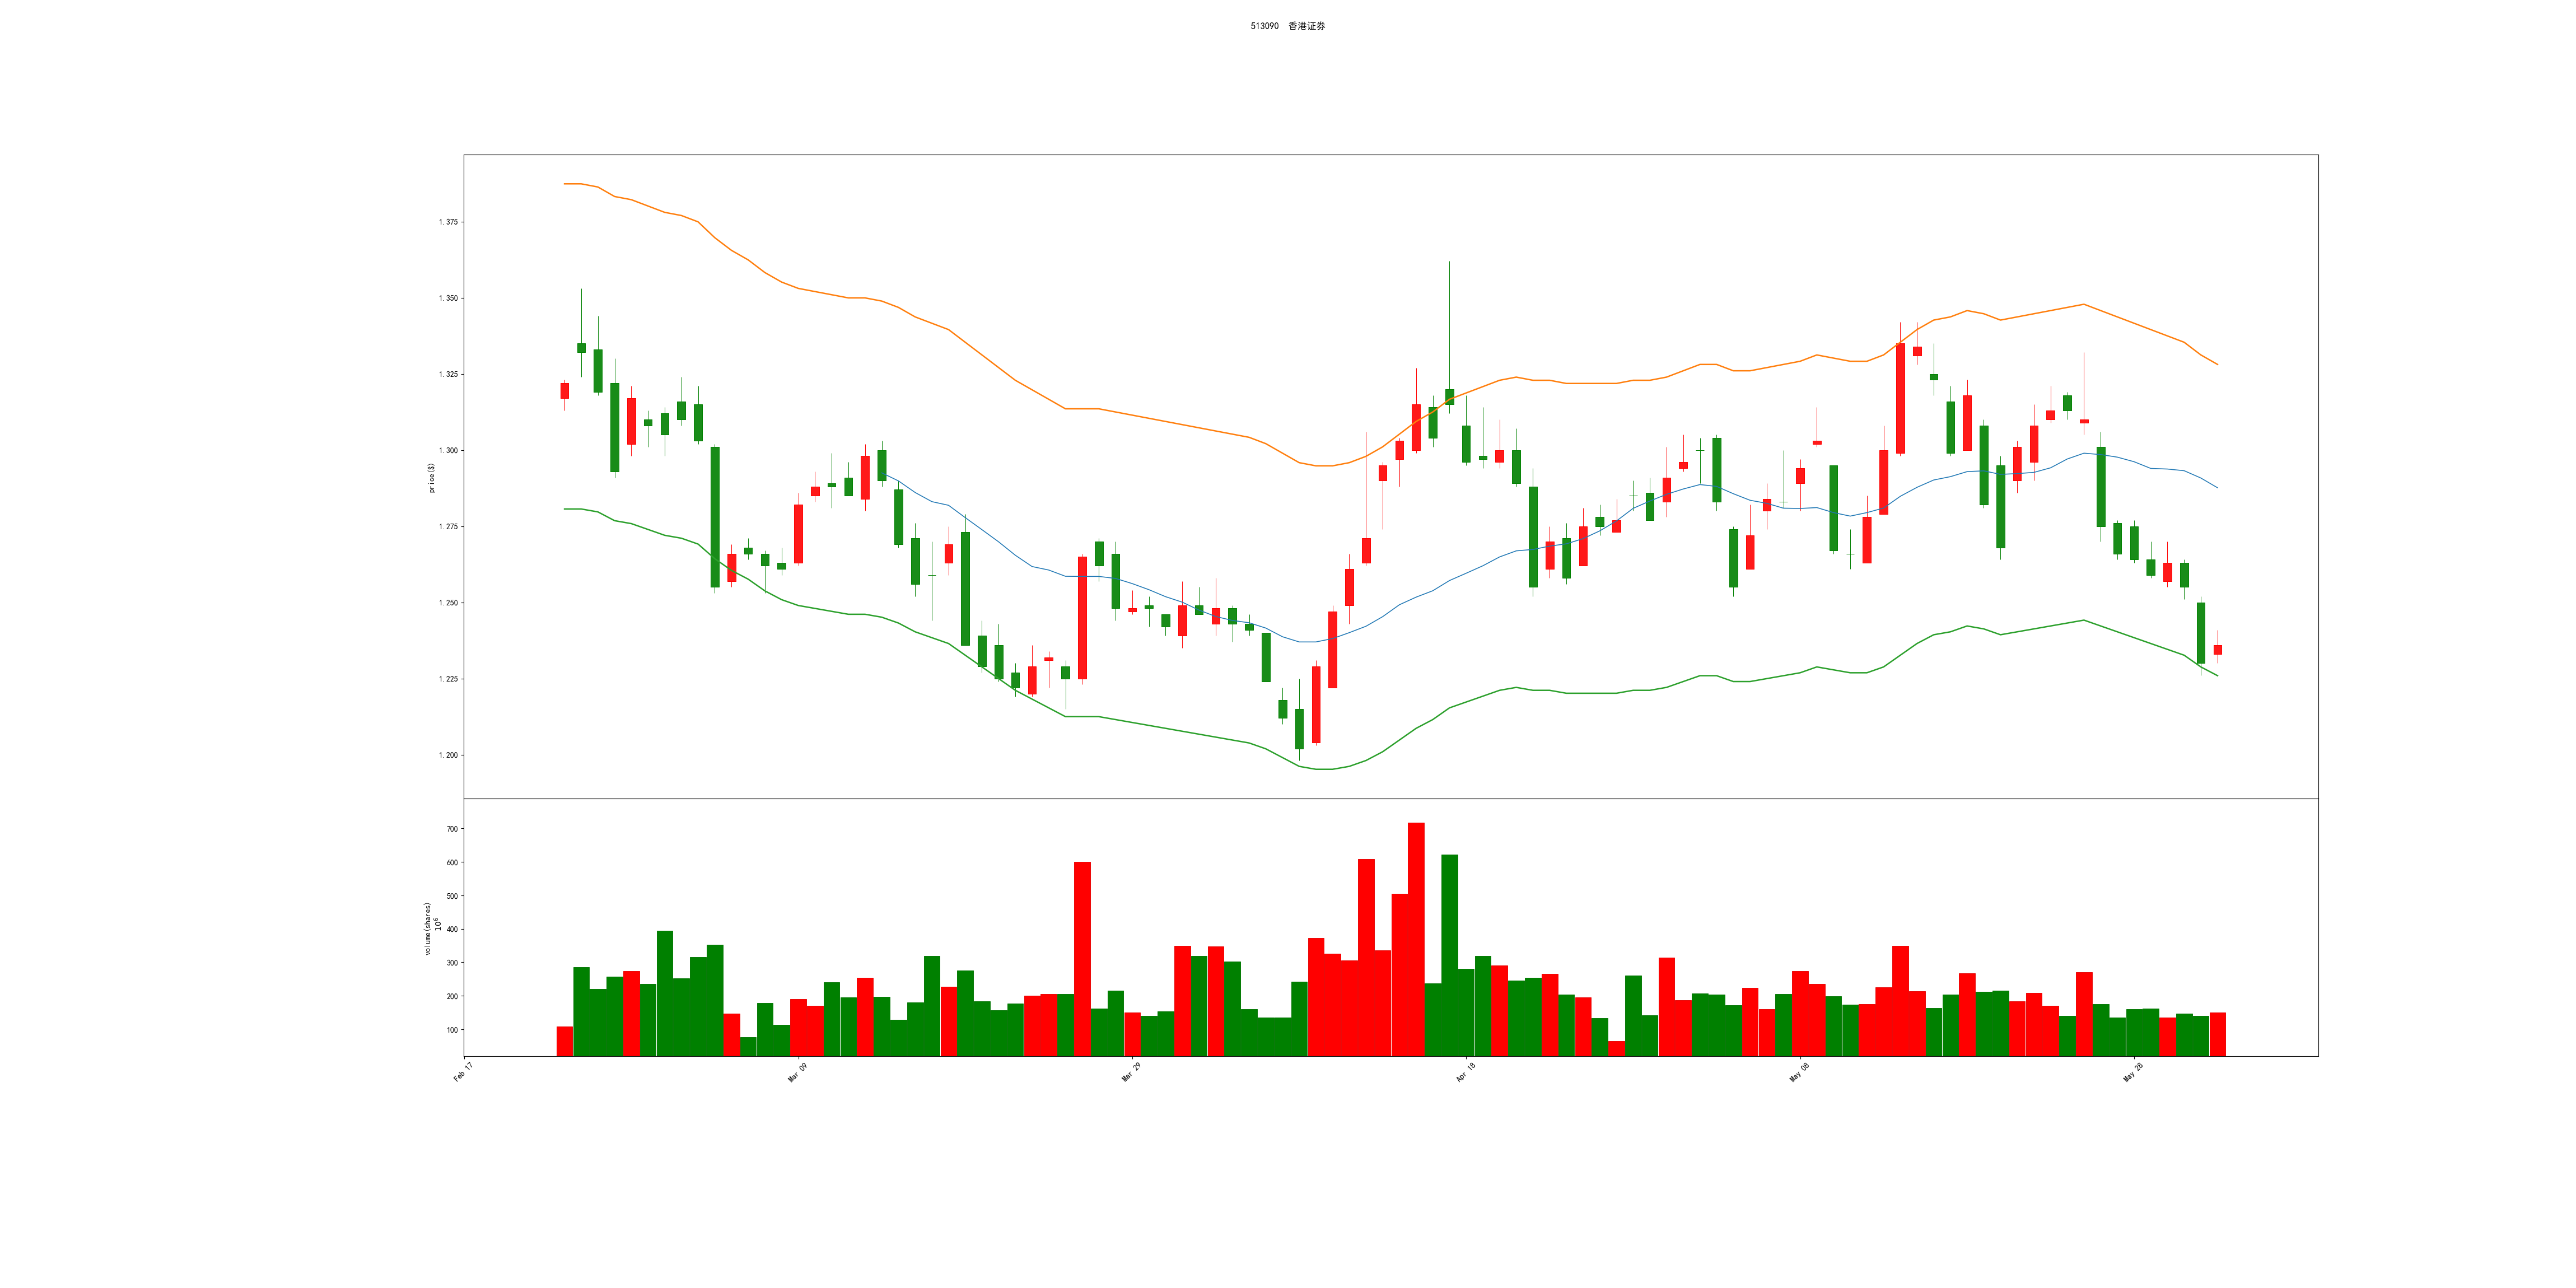 513090 香港证券
1.375
1.350
1.325
1.300
price($)
1.275
1.250
1.225
1.200
700
600
500
volume(shares)
10^6
400
300
200
100
Feb 17
Mar 09
Mar 29
Apr 18
May 08
May 28